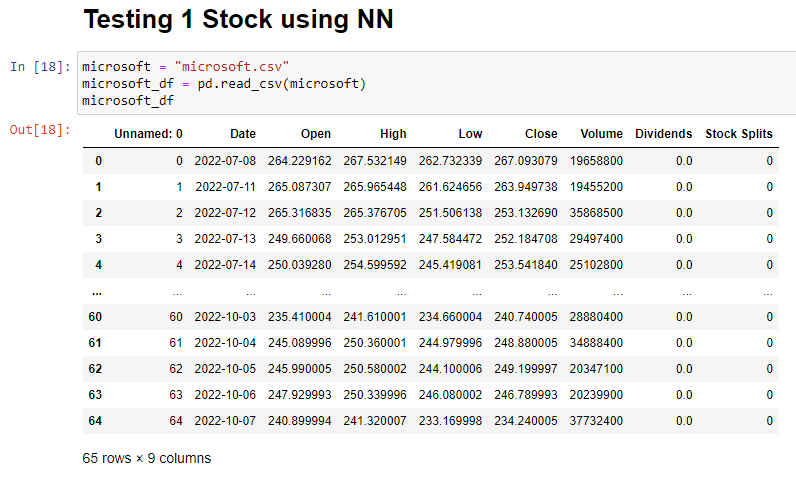 Testing 1 Stock using NN
In [18]: microsoft = "microsoft.csv"
microsoft_df = pd.read_csv(microsoft)
microsoft_df
Out[18]:
Unnamed: 0 Date Open High Low Close Volume Dividends Stock Splits
0 0 2022-07-08 264.229162 267.532149 262.732339 267.093079 19658800 0.0 0
1 1 2022-07-11 265.087307 265.965448 261.624656 263.949738 19455200 0.0 0
2 2 2022-07-12 265.316835 265.376705 251.506138 253.132690 35868500 0.0 0
3 3 2022-07-13 249.660068 253.012951 247.584472 252.184708 29497400 0.0 0
4 4 2022-07-14 250.039280 254.599592 245.419081 253.541840 25102800 0.0 0
... ... ... ... ... ... ... ... ... ...
60 60 2022-10-03 235.410004 241.610001 234.660004 240.740005 28880400 0.0 0
61 61 2022-10-04 245.089996 250.360001 244.979996 248.880005 34888400 0.0 0
62 62 2022-10-05 245.990005 250.580002 244.100006 249.199997 20347100 0.0 0
63 63 2022-10-06 247.929993 250.339996 246.080002 246.789993 20239900 0.0 0
64 64 2022-10-07 240.899994 241.320007 233.169998 234.240005 37732400 0.0 0
65 rows × 9 columns